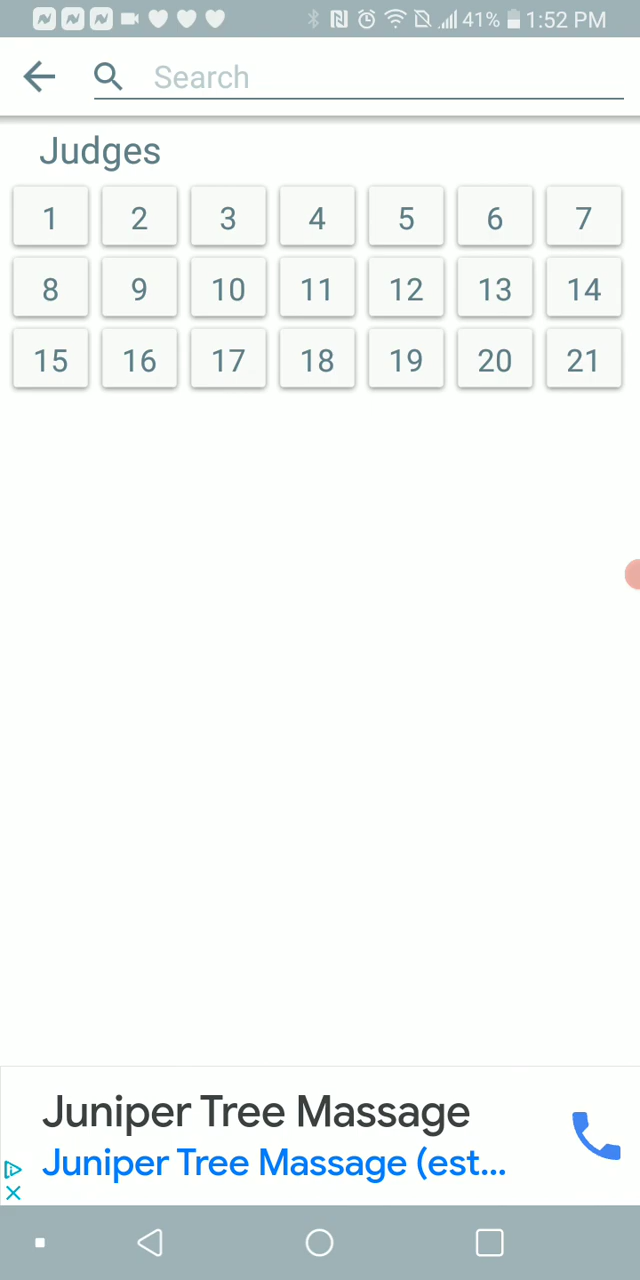 41% 1:52 PM
Search
Judges
1 2 3 4 5 6 7
8 9 10 11 12 13 14
15 16 17 18 19 20 21
Juniper Tree Massage
Juniper Tree Massage (est...